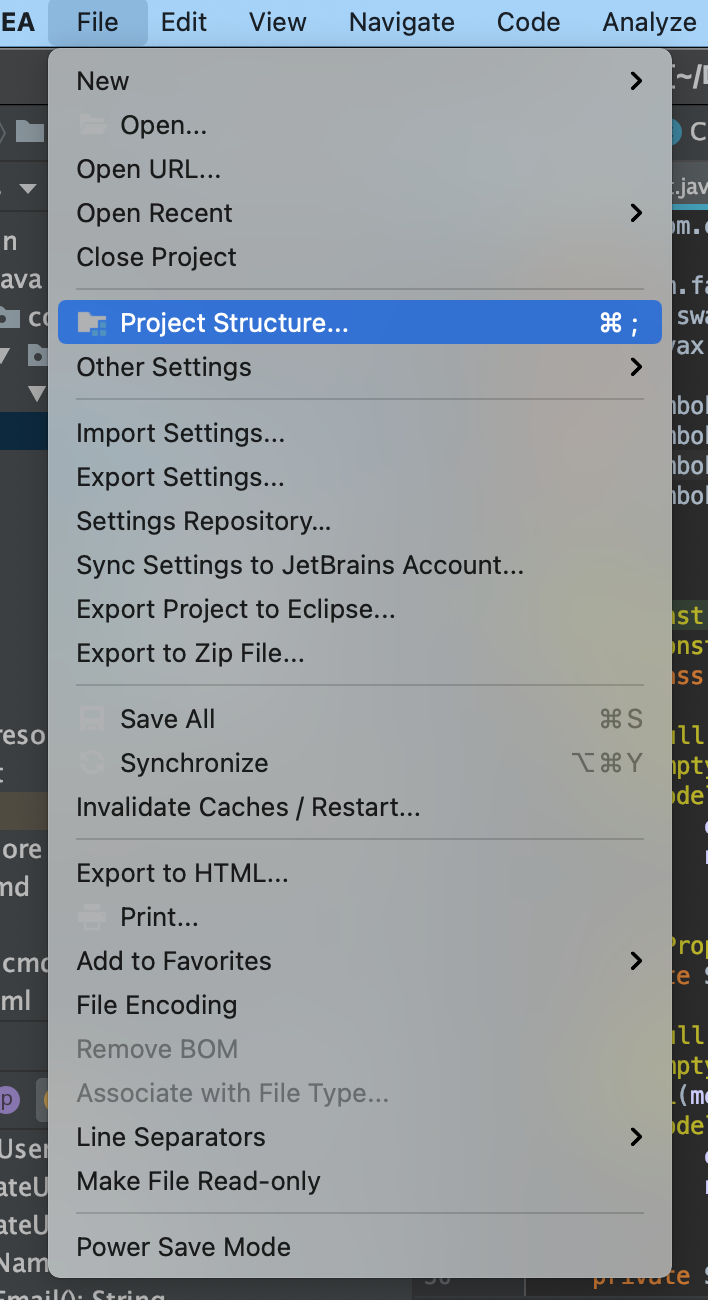 EA File Edit View Navigate Code Analyze
New
Open...
Open URL...
Open Recent
Close Project
Project Structure... ⌘ ;
Other Settings
Import Settings...
Export Settings...
Settings Repository...
Sync Settings to JetBrains Account...
Export Project to Eclipse...
Export to Zip File...
Save All ⌘S
Synchronize ⌥⌘Y
Invalidate Caches / Restart...
Export to HTML...
Print...
Add to Favorites
File Encoding
Remove BOM
Associate with File Type...
Line Separators
Make File Read-only
Power Save Mode
private
String